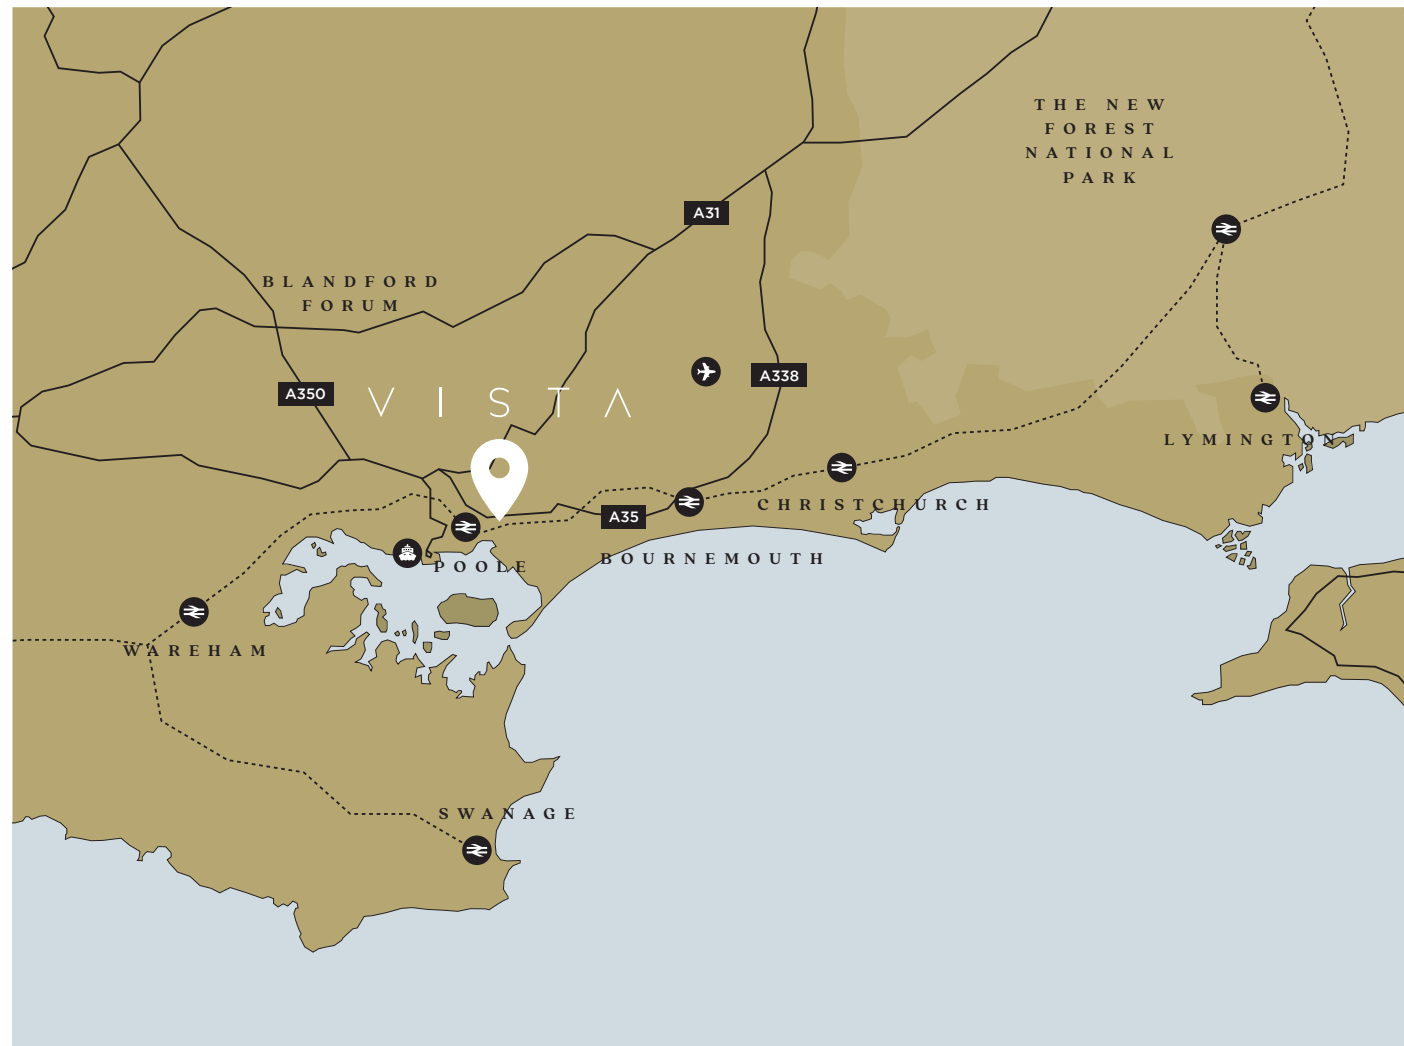 THE NEW
FOREST
NATIONAL
PARK
A31
BLANDFORD
FORUM
A350
VISTA
A338
LYMINGTON
CHRISTCHURCH
A35
BOURNEMOUTH
POOLE
WAREHAM
SWANAGE